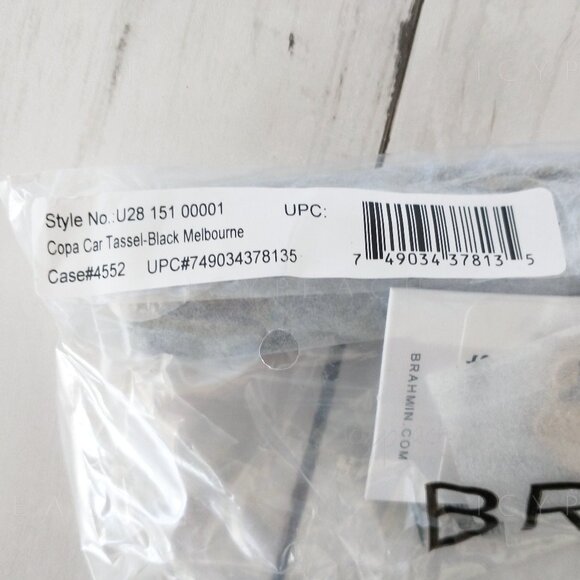 Style No.:U28 151 00001
UPC:
Copa Car Tassel-Black Melbourne
Case#4552 UPC#749034378135
7 49034 37813 5
BRAHMIN.COM
BR